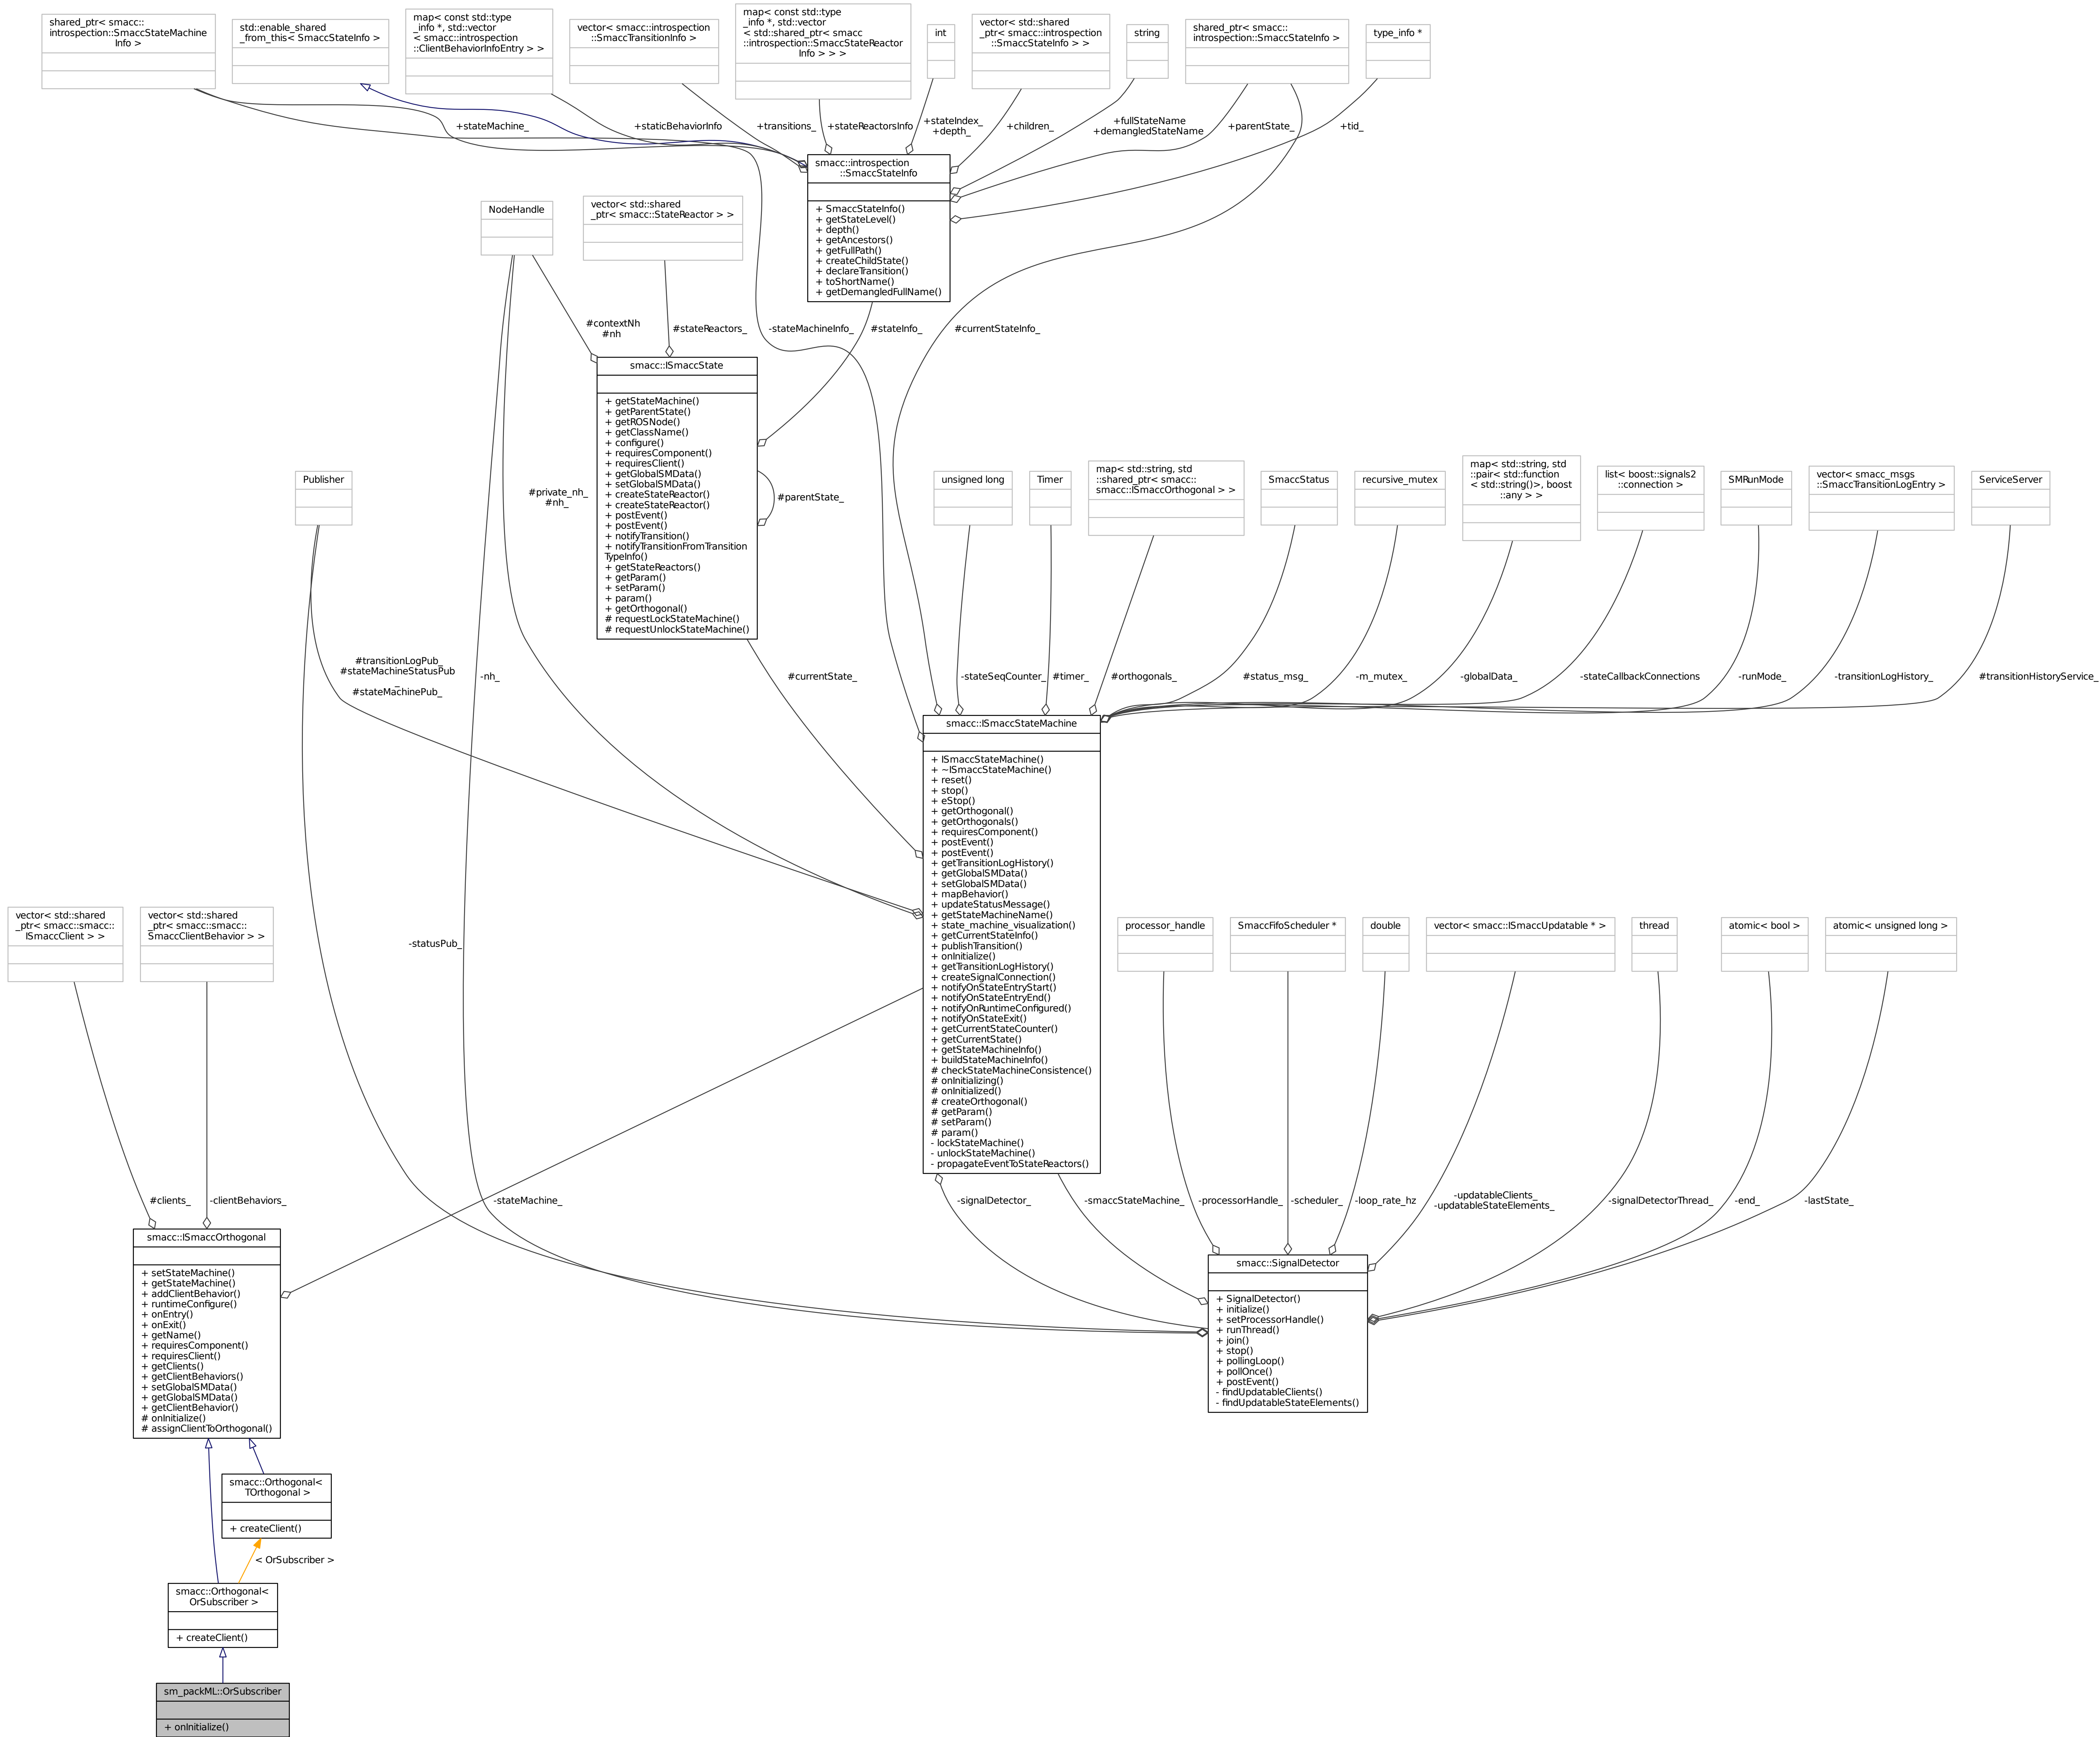 shared_ptr< smacc::
introspection::SmaccStateMachine
Info >
std::enable_shared
_from_this< SmaccStateInfo >
map< const std::type
_info *, std::vector
< smacc::introspection
::ClientBehaviorInfoEntry > >
vector< smacc::introspection
::SmaccTransitionInfo >
map< const std::type
_info *, std::vector
< std::shared_ptr< smacc
::introspection::SmaccStateReactor
Info > > >
int
vector< std::shared
_ptr< smacc::introspection
::SmaccStateInfo > >
string
shared_ptr< smacc::
introspection::SmaccStateInfo >
type_info *
+stateMachine_
+staticBehaviorInfo
+transitions_
+stateReactorsInfo
+stateIndex_
+depth_
+children_
+fullStateName
+demangledStateName
+parentState_
+tid_
smacc::introspection
::SmaccStateInfo
+ SmaccStateInfo()
+ getStateLevel()
+ depth()
+ getAncestors()
+ getFullPath()
+ createChildState()
+ declareTransition()
+ toShortName()
+ getDemangledFullName()
NodeHandle
vector< std::shared
_ptr< smacc::StateReactor > >
#contextNh
#nh
#stateReactors_
-stateMachineInfo_
#stateInfo_
#currentStateInfo_
smacc::ISmaccState
+ getStateMachine()
+ getParentState()
+ getROSNode()
+ getClassName()
+ configure()
+ requiresComponent()
+ requiresClient()
+ getGlobalSMData()
+ setGlobalSMData()
+ createStateReactor()
+ createStateReactor()
+ postEvent()
+ postEvent()
+ notifyTransition()
+ notifyTransitionFromTransition
TypeInfo()
+ getStateReactors()
+ getParam()
+ setParam()
+ param()
+ getOrthogonal()
# requestLockStateMachine()
# requestUnlockStateMachine()
#parentState_
#private_nh_
#nh_
Publisher
unsigned long
Timer
map< std::string, std
::shared_ptr< smacc::
smacc::ISmaccOrthogonal > >
SmaccStatus
recursive_mutex
map< std::string, std
::pair< std::function
< std::string()>, boost
::any > >
list< boost::signals2
::connection >
SMRunMode
vector< smacc_msgs
::SmaccTransitionLogEntry >
ServiceServer
#transitionLogPub_
#stateMachineStatusPub
_
#stateMachinePub_
-nh_
#currentState_
-stateSeqCounter_
#timer_
#orthogonals_
#status_msg_
-m_mutex_
-globalData_
-stateCallbackConnections
-runMode_
-transitionLogHistory_
#transitionHistoryService_
smacc::ISmaccStateMachine
+ ISmaccStateMachine()
+ ~ISmaccStateMachine()
+ reset()
+ stop()
+ eStop()
+ getOrthogonal()
+ getOrthogonals()
+ requiresComponent()
+ postEvent()
+ postEvent()
+ getTransitionLogHistory()
+ getGlobalSMData()
+ setGlobalSMData()
+ mapBehavior()
+ updateStatusMessage()
+ getStateMachineName()
+ state_machine_visualization()
+ getCurrentStateInfo()
+ publishTransition()
+ onInitialize()
+ getTransitionLogHistory()
+ createSignalConnection()
+ notifyOnStateEntryStart()
+ notifyOnStateEntryEnd()
+ notifyOnRuntimeConfigured()
+ notifyOnStateExit()
+ getCurrentStateCounter()
+ getCurrentState()
+ getStateMachineInfo()
+ buildStateMachineInfo()
# checkStateMachineConsistence()
# onInitializing()
# onInitialized()
# createOrthogonal()
# getParam()
# setParam()
# param()
- lockStateMachine()
- unlockStateMachine()
- propagateEventToStateReactors()
vector< std::shared
_ptr< smacc::smacc::
ISmaccClient > >
vector< std::shared
_ptr< smacc::smacc::
SmaccClientBehavior > >
-statusPub_
processor_handle
SmaccFifoScheduler *
double
vector< smacc::ISmaccUpdatable * >
thread
atomic< bool >
atomic< unsigned long >
#clients_
-clientBehaviors_
-stateMachine_
-signalDetector_
-smaccStateMachine_
-processorHandle_
-scheduler_
-loop_rate_hz
-updatableClients_
-updatableStateElements_
-signalDetectorThread_
-end_
-lastState_
smacc::ISmaccOrthogonal
+ setStateMachine()
+ getStateMachine()
+ addClientBehavior()
+ runtimeConfigure()
+ onEntry()
+ onExit()
+ getName()
+ requiresComponent()
+ requiresClient()
+ getClients()
+ getClientBehaviors()
+ setGlobalSMData()
+ getGlobalSMData()
+ getClientBehavior()
# onInitialize()
# assignClientToOrthogonal()
smacc::SignalDetector
+ SignalDetector()
+ initialize()
+ setProcessorHandle()
+ runThread()
+ join()
+ stop()
+ pollingLoop()
+ pollOnce()
+ postEvent()
- findUpdatableClients()
- findUpdatableStateElements()
smacc::Orthogonal<
TOrthogonal >
+ createClient()
< OrSubscriber >
smacc::Orthogonal<
OrSubscriber >
+ createClient()
sm_packML::OrSubscriber
+ onInitialize()